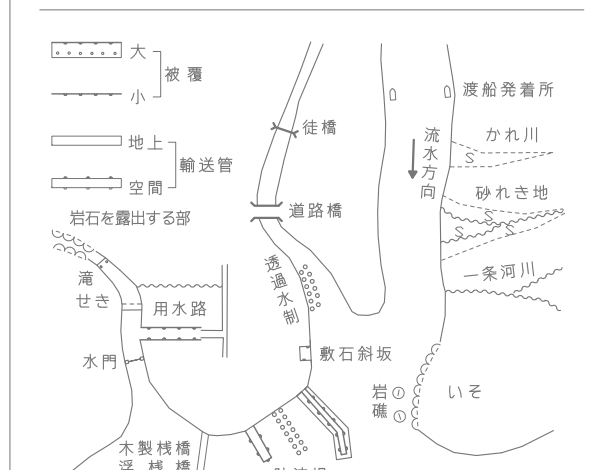 大
被覆
小
地上
輸送管
空間
岩石を露出する部
渡船発着所
徒橋
流水方向
かれ川
S
砂れき地
S
S
S
道路橋
滝
せき
用水路
透過水制
一条河川
水門
敷石斜坂
岩礁
いそ
木製桟橋
浮桟橋